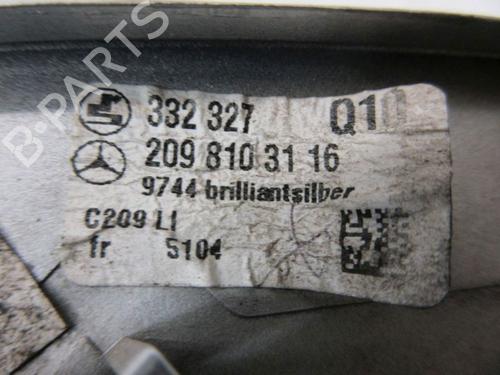 332 327 Q10
209 810 31 16
9744 brilliantsilber
C209 LI
fr 5104
B-PARTS